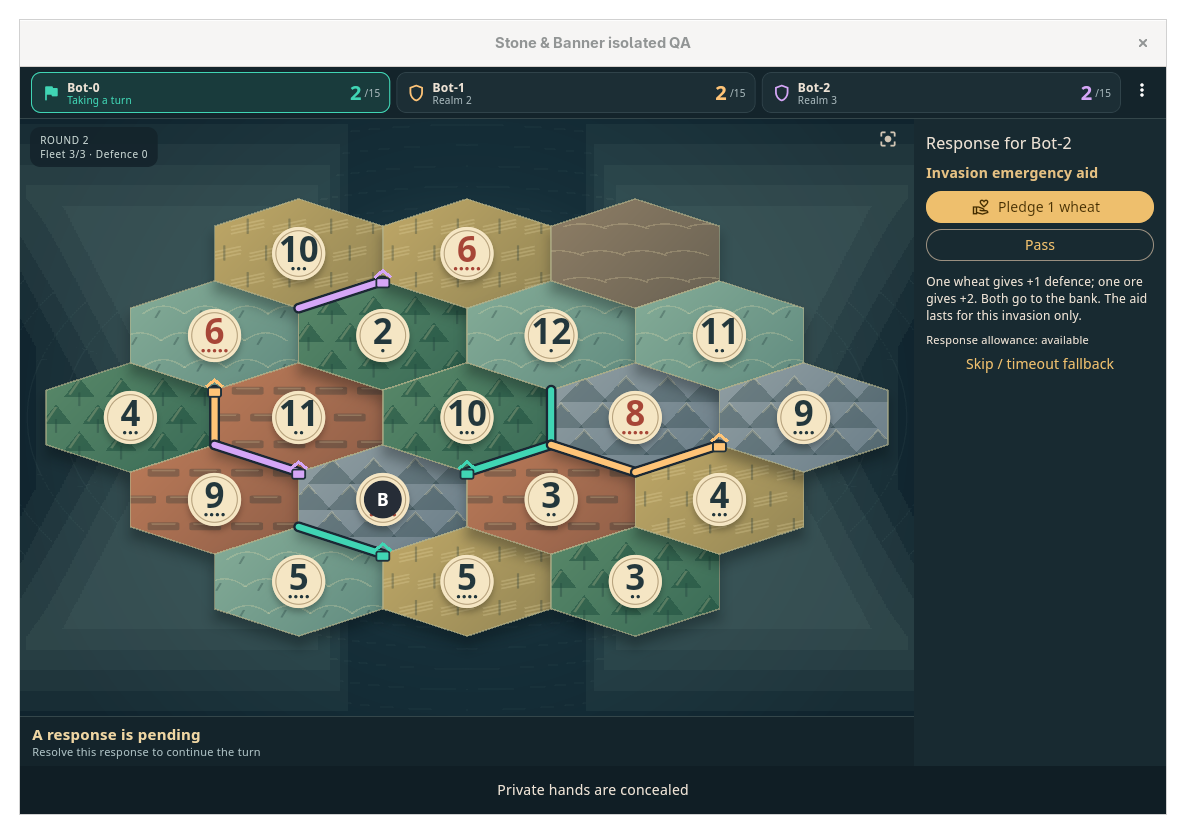 Stone & Banner isolated QA
×
Bot-0
Taking a turn
2 /15
Bot-1
Realm 2
2 /15
Bot-2
Realm 3
2 /15
ROUND 2
Fleet 3/3 · Defence 0
10
6
6
2
12
11
4
11
10
8
9
9
B
3
4
5
5
3
Response for Bot-2
Invasion emergency aid
Pledge 1 wheat
Pass
One wheat gives +1 defence; one ore
gives +2. Both go to the bank. The aid
lasts for this invasion only.
Response allowance: available
Skip / timeout fallback
A response is pending
Resolve this response to continue the turn
Private hands are concealed